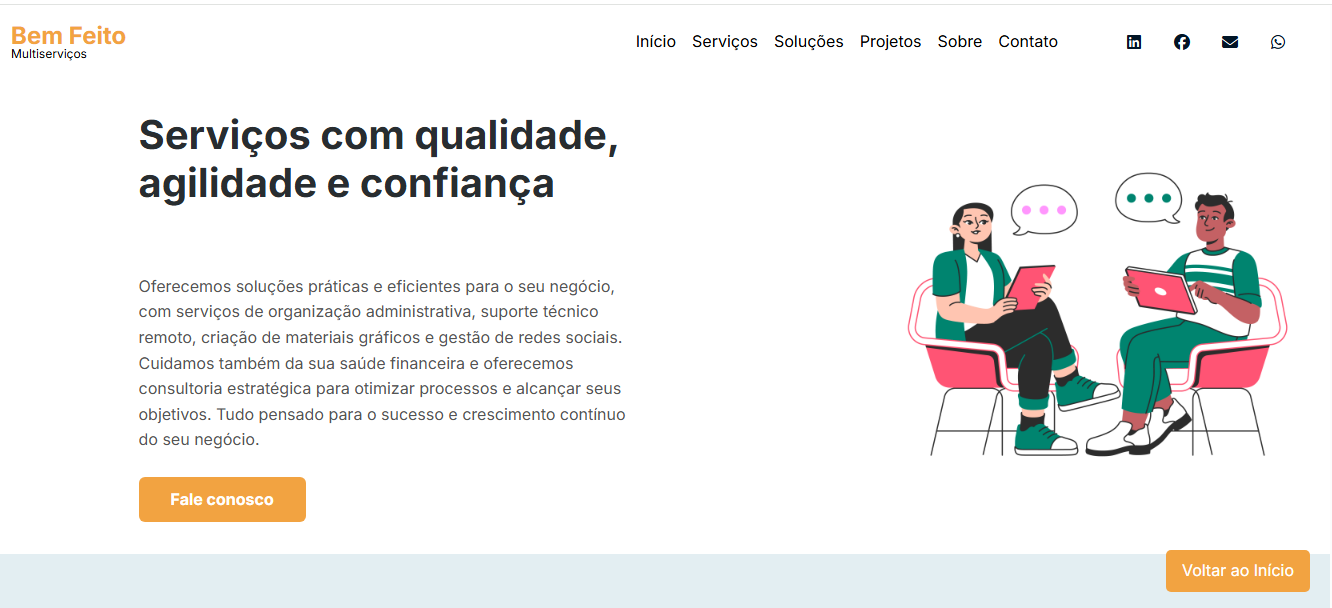 Bem Feito
Multiserviços
Início Serviços Soluções Projetos Sobre Contato
Serviços com qualidade,
agilidade e confiança
Oferecemos soluções práticas e eficientes para o seu negócio,
com serviços de organização administrativa, suporte técnico
remoto, criação de materiais gráficos e gestão de redes sociais.
Cuidamos também da sua saúde financeira e oferecemos
consultoria estratégica para otimizar processos e alcançar seus
objetivos. Tudo pensado para o sucesso e crescimento contínuo
do seu negócio.
Fale conosco
Voltar ao Início